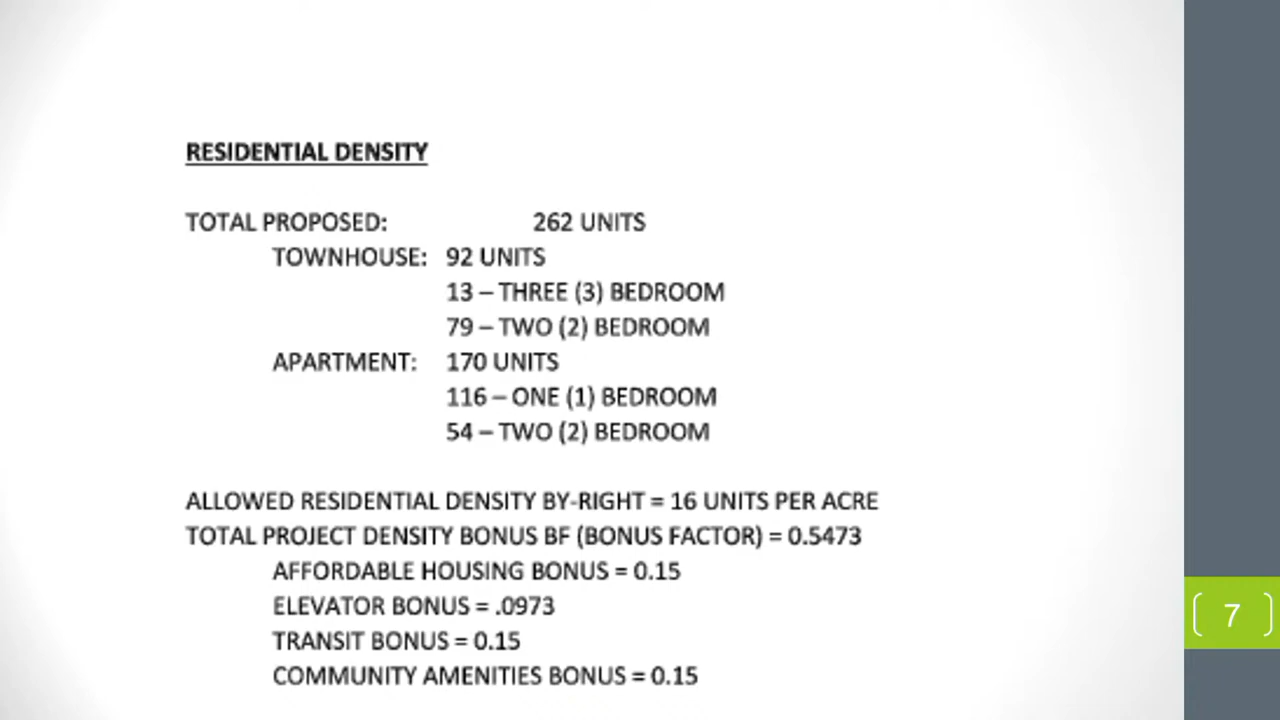 RESIDENTIAL DENSITY
TOTAL PROPOSED: 262 UNITS
TOWNHOUSE: 92 UNITS
13 – THREE (3) BEDROOM
79 – TWO (2) BEDROOM
APARTMENT: 170 UNITS
116 – ONE (1) BEDROOM
54 – TWO (2) BEDROOM
ALLOWED RESIDENTIAL DENSITY BY-RIGHT = 16 UNITS PER ACRE
TOTAL PROJECT DENSITY BONUS BF (BONUS FACTOR) = 0.5473
AFFORDABLE HOUSING BONUS = 0.15
ELEVATOR BONUS = .0973
TRANSIT BONUS = 0.15
COMMUNITY AMENITIES BONUS = 0.15
7